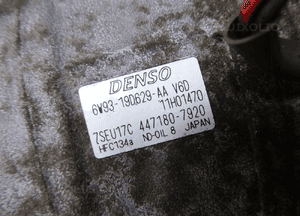 DENSO
6W93-19D629-AA V6D
71H01470
7SEU17C 447180-7920
HFC134a ND-OIL 8 JAPAN